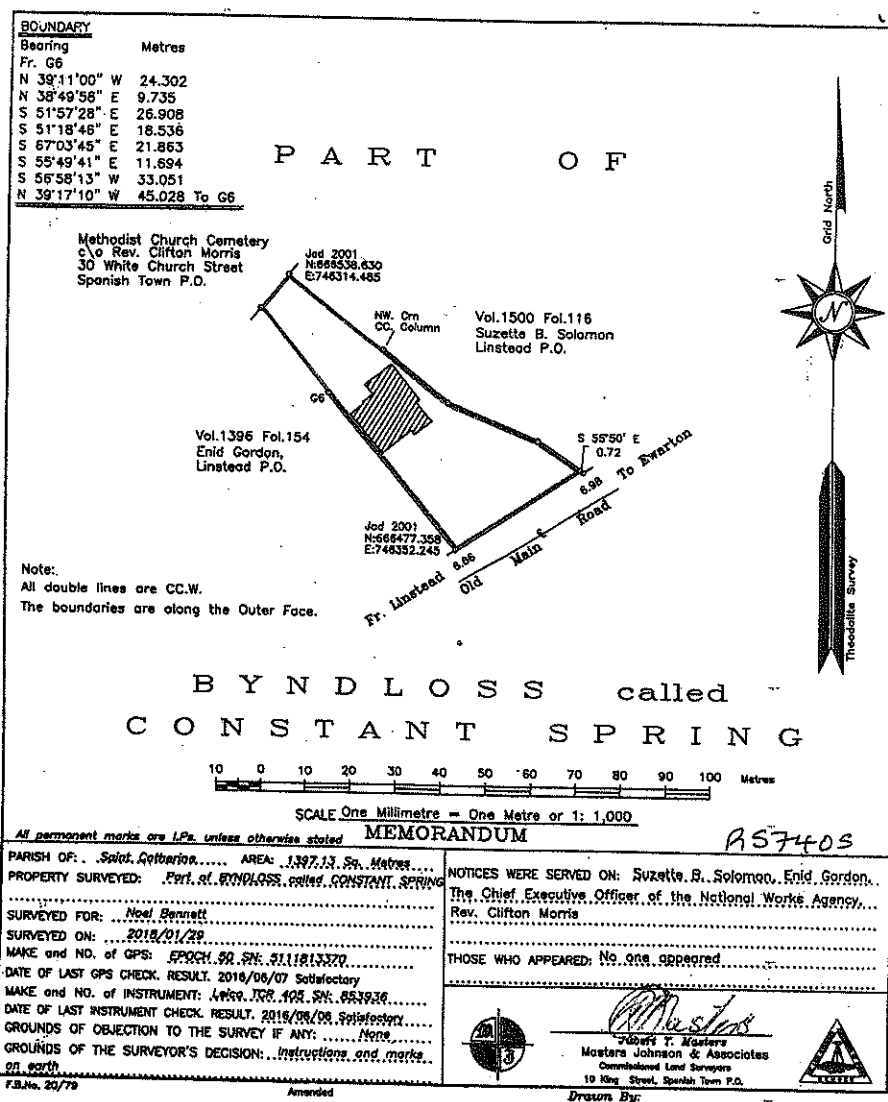 BOUNDARY
Bearing Metres
Fr. G6
N 39°11'00" W 24.302
N 38°49'58" E 9.735
S 51°57'28" E 26.908
S 51°18'46" E 18.536
S 67°03'45" E 21.863
S 55°49'41" E 11.694
S 56°58'13" W 33.051
N 39°17'10" W 45.028 To G6
PART OF
Grid North
N
Methodist Church Cemetery
c\o Rev. Clifton Morris
30 White Church Street
Spanish Town P.O.
Jad 2001
N:666538.630
E:746314.485
NW. Crn
CC. Column
Vol.1500 Fol.116
Suzette B. Solomon
Linstead P.O.
G6
Vol.1396 Fol.154
Enid Gordon,
Linstead P.O.
S 55°50' E
0.72
6.98 To Ewarton
Jad 2001
N:666477.358
E:746352.245
Fr. Linstead 6.86
Old Main Road
Theodolite Survey
Note:
All double lines are CC.W.
The boundaries are along the Outer Face.
BYNDLOSS called
CONSTANT SPRING
10 0 10 20 30 40 50 60 70 80 90 100 Metres
SCALE One Millimetre = One Metre or 1: 1,000
All permanent marks are I.Ps. unless otherwise stated MEMORANDUM
RS740S
PARISH OF: Saint Catherine AREA: 1397.13 Sq. Metres
PROPERTY SURVEYED: Part of BYNDLOSS called CONSTANT SPRING
SURVEYED FOR: Noel Bennett
SURVEYED ON: 2016/01/29
MAKE and NO. of GPS: EPOCH 50 SN: 5111813370
DATE OF LAST GPS CHECK. RESULT. 2016/06/07 Satisfactory
MAKE and NO. of INSTRUMENT: Leica TCR 405 SN: 853936
DATE OF LAST INSTRUMENT CHECK. RESULT. 2016/06/06 Satisfactory
GROUNDS OF OBJECTION TO THE SURVEY IF ANY: None
GROUNDS OF THE SURVEYOR'S DECISION: Instructions and marks
on earth
F.B.No. 20/79
Amended
NOTICES WERE SERVED ON: Suzette B. Solomon, Enid Gordon,
The Chief Executive Officer of the National Works Agency,
Rev. Clifton Morris
THOSE WHO APPEARED: No one appeared
Masters
T. Masters
Masters Johnson & Associates
Commissioned Land Surveyors
10 King Street, Spanish Town P.O.
Drawn By: